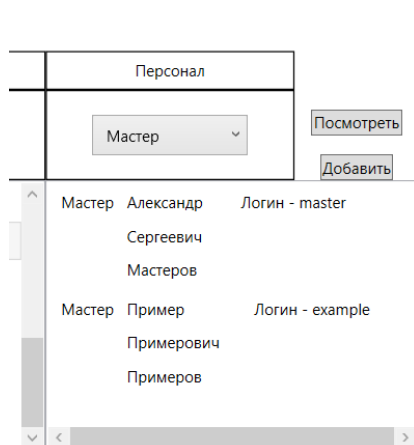 Персонал
Мастер
Посмотреть
Добавить
Мастер Александр Логин - master
Сергеевич
Мастеров
Мастер Пример Логин - example
Примерович
Примеров